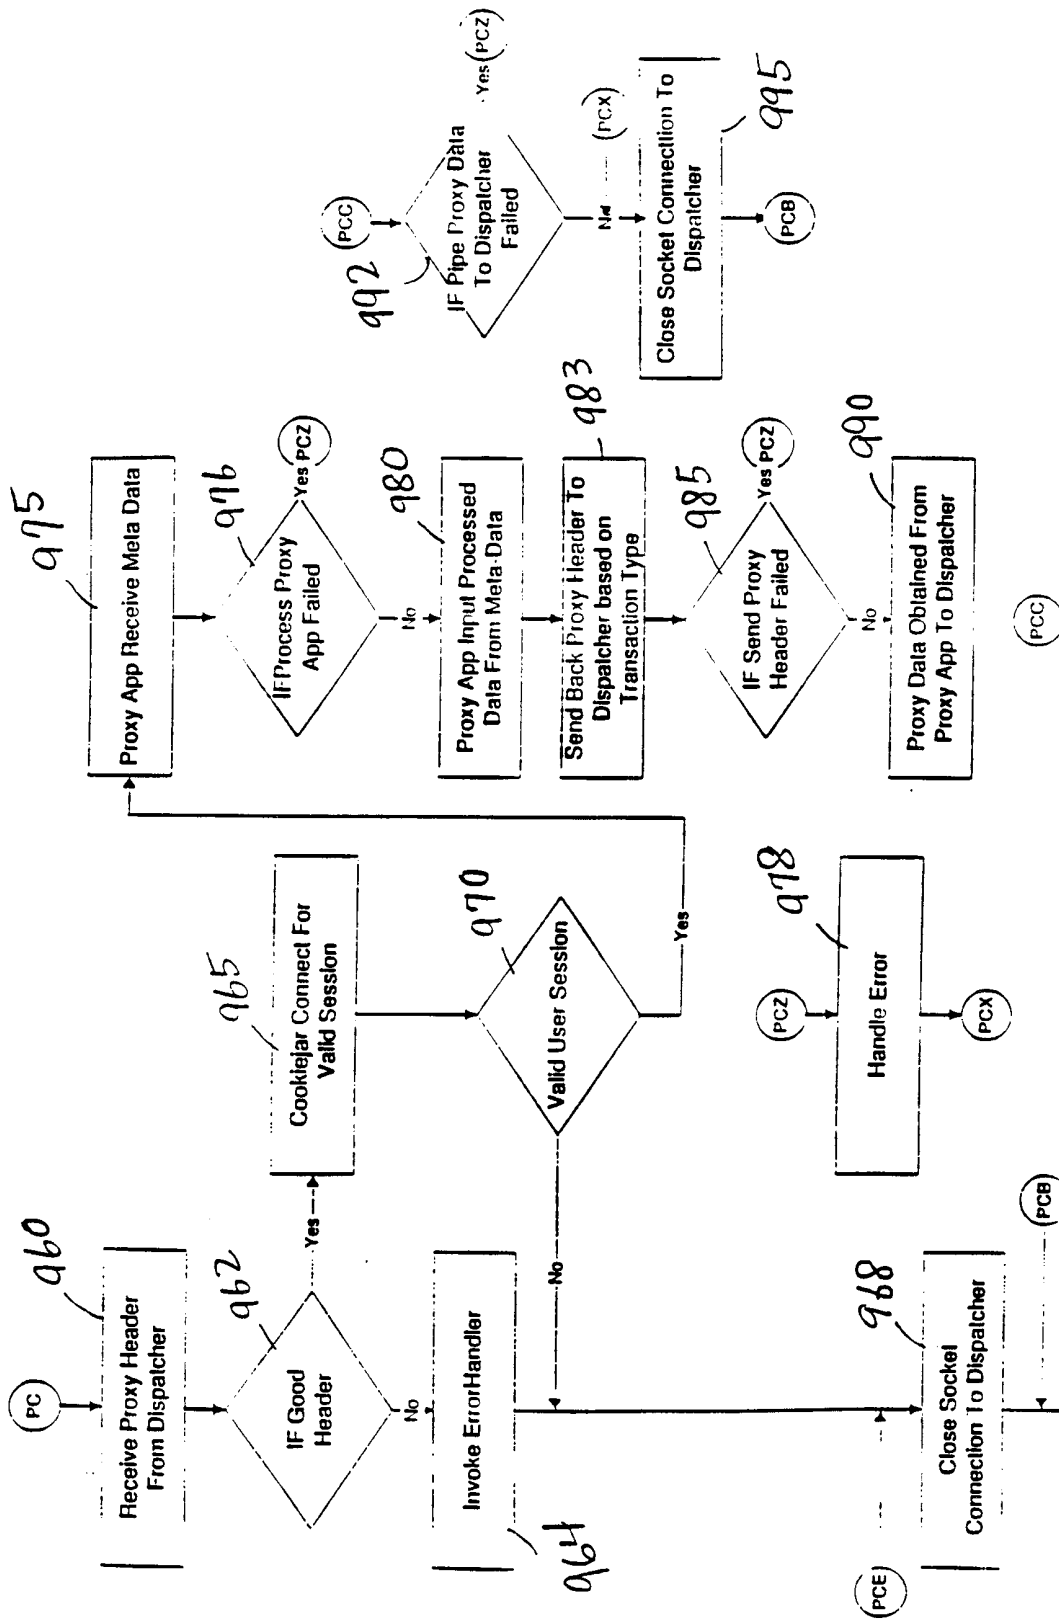 PC
960
Receive Proxy Header
From Dispatcher
962
IF Good
Header
Yes
No
Invoke ErrorHandler
964
PCE
968
Close Socket
Connection To Dispatcher
PCB
965
Cookiejar Connect For
Valid Session
970
Valid User Session
No
Yes
PCZ
978
Handle Error
PCX
975
Proxy App Receive Meta Data
976
IF Process Proxy
App Failed
Yes PCZ
No
980
Proxy App Input Processed
Data From Meta-Data
983
Send Back Proxy Header To
Dispatcher based on
Transaction Type
985
IF Send Proxy
Header Failed
Yes PCZ
No
990
Proxy Data Obtained From
Proxy App To Dispatcher
PCC
PCC
992
IF Pipe Proxy Data
To Dispatcher
Failed
Yes PCZ
No
PCX
Close Socket Connection To
Dispatcher
995
PCB